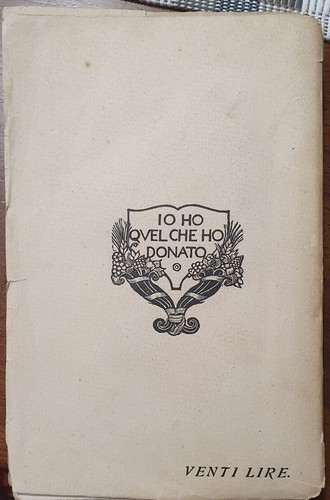 IO HO
QVEL CHE HO
DONATO
VENTI LIRE.